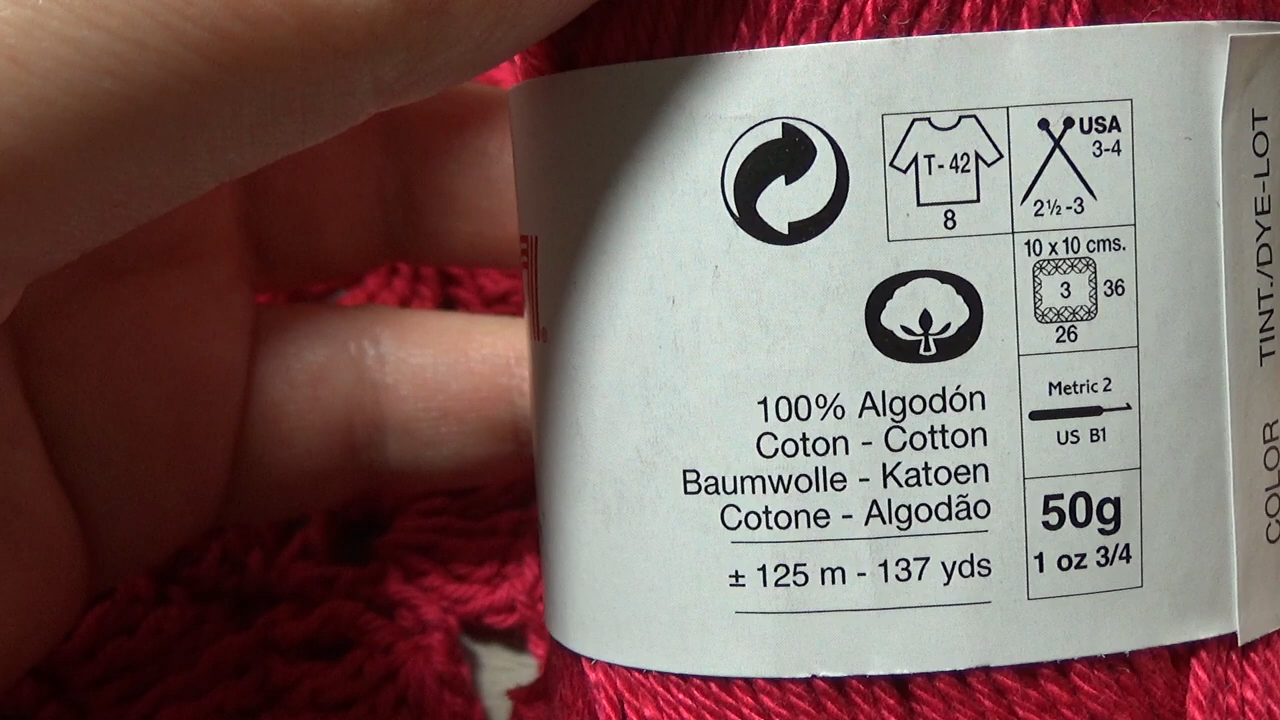 T-42
8
USA
3-4
2½-3
10 x 10 cms.
3
36
26
Metric 2
US B1
50g
1 oz 3/4
100% Algodón
Coton - Cotton
Baumwolle - Katoen
Cotone - Algodão
± 125 m - 137 yds
COLOR TINT./DYE-LOT